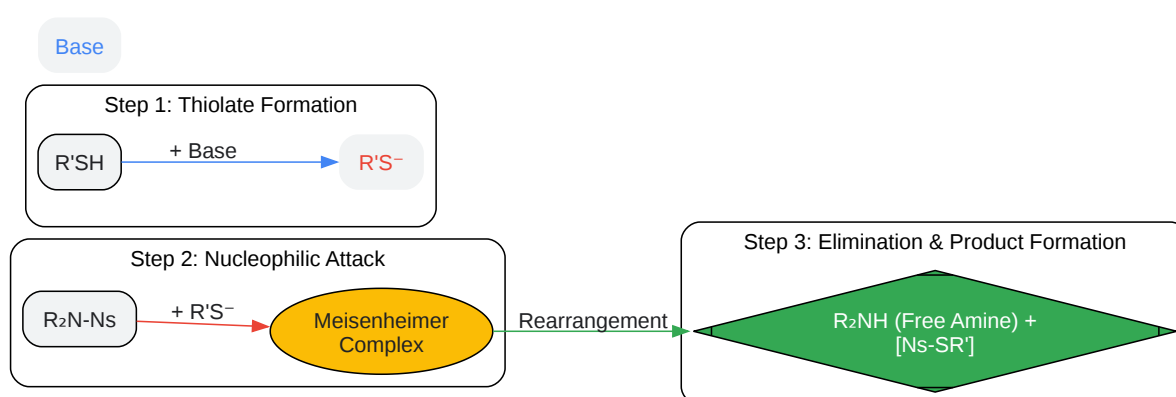 Base
Step 1: Thiolate Formation
R'SH
+ Base
R'S⁻
Step 2: Nucleophilic Attack
R₂N-Ns
+ R'S⁻
Meisenheimer
Complex
Rearrangement
Step 3: Elimination & Product Formation
R₂NH (Free Amine) +
[Ns-SR']